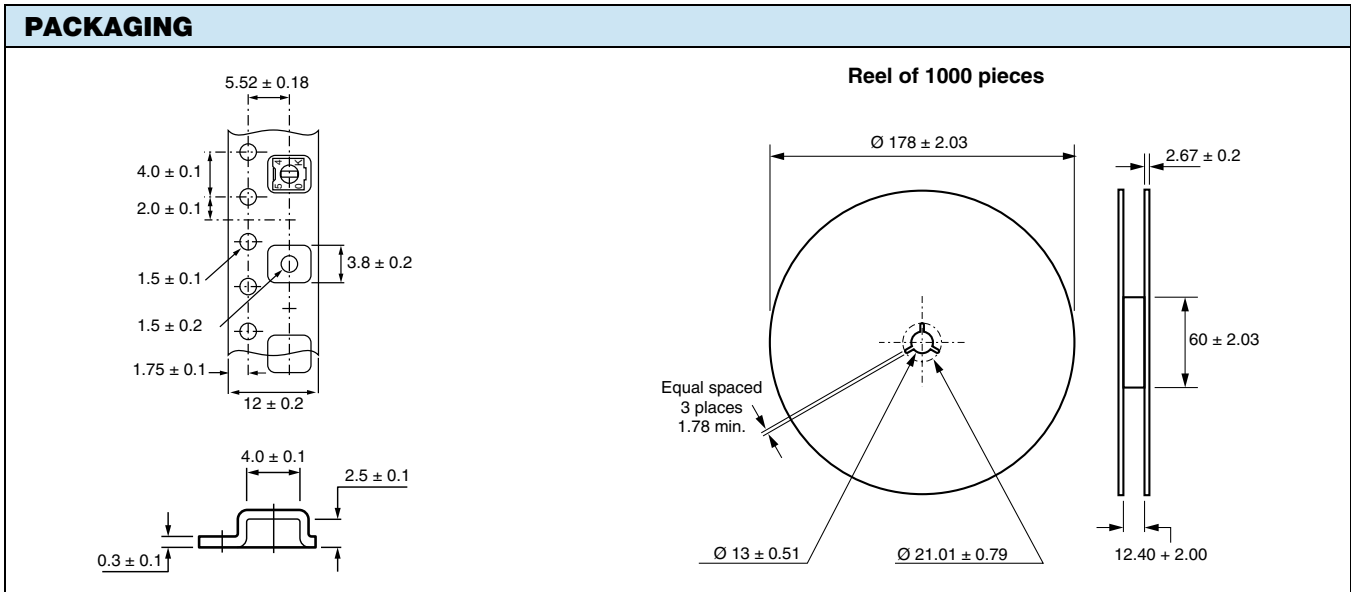 PACKAGING
5.52 ± 0.18
4
K
5
0
4.0 ± 0.1
2.0 ± 0.1
3.8 ± 0.2
1.5 ± 0.1
1.5 ± 0.2
1.75 ± 0.1
12 ± 0.2
4.0 ± 0.1
2.5 ± 0.1
0.3 ± 0.1
Reel of 1000 pieces
Ø 178 ± 2.03
2.67 ± 0.2
60 ± 2.03
Equal spaced
3 places
1.78 min.
Ø 13 ± 0.51
Ø 21.01 ± 0.79
12.40 + 2.00